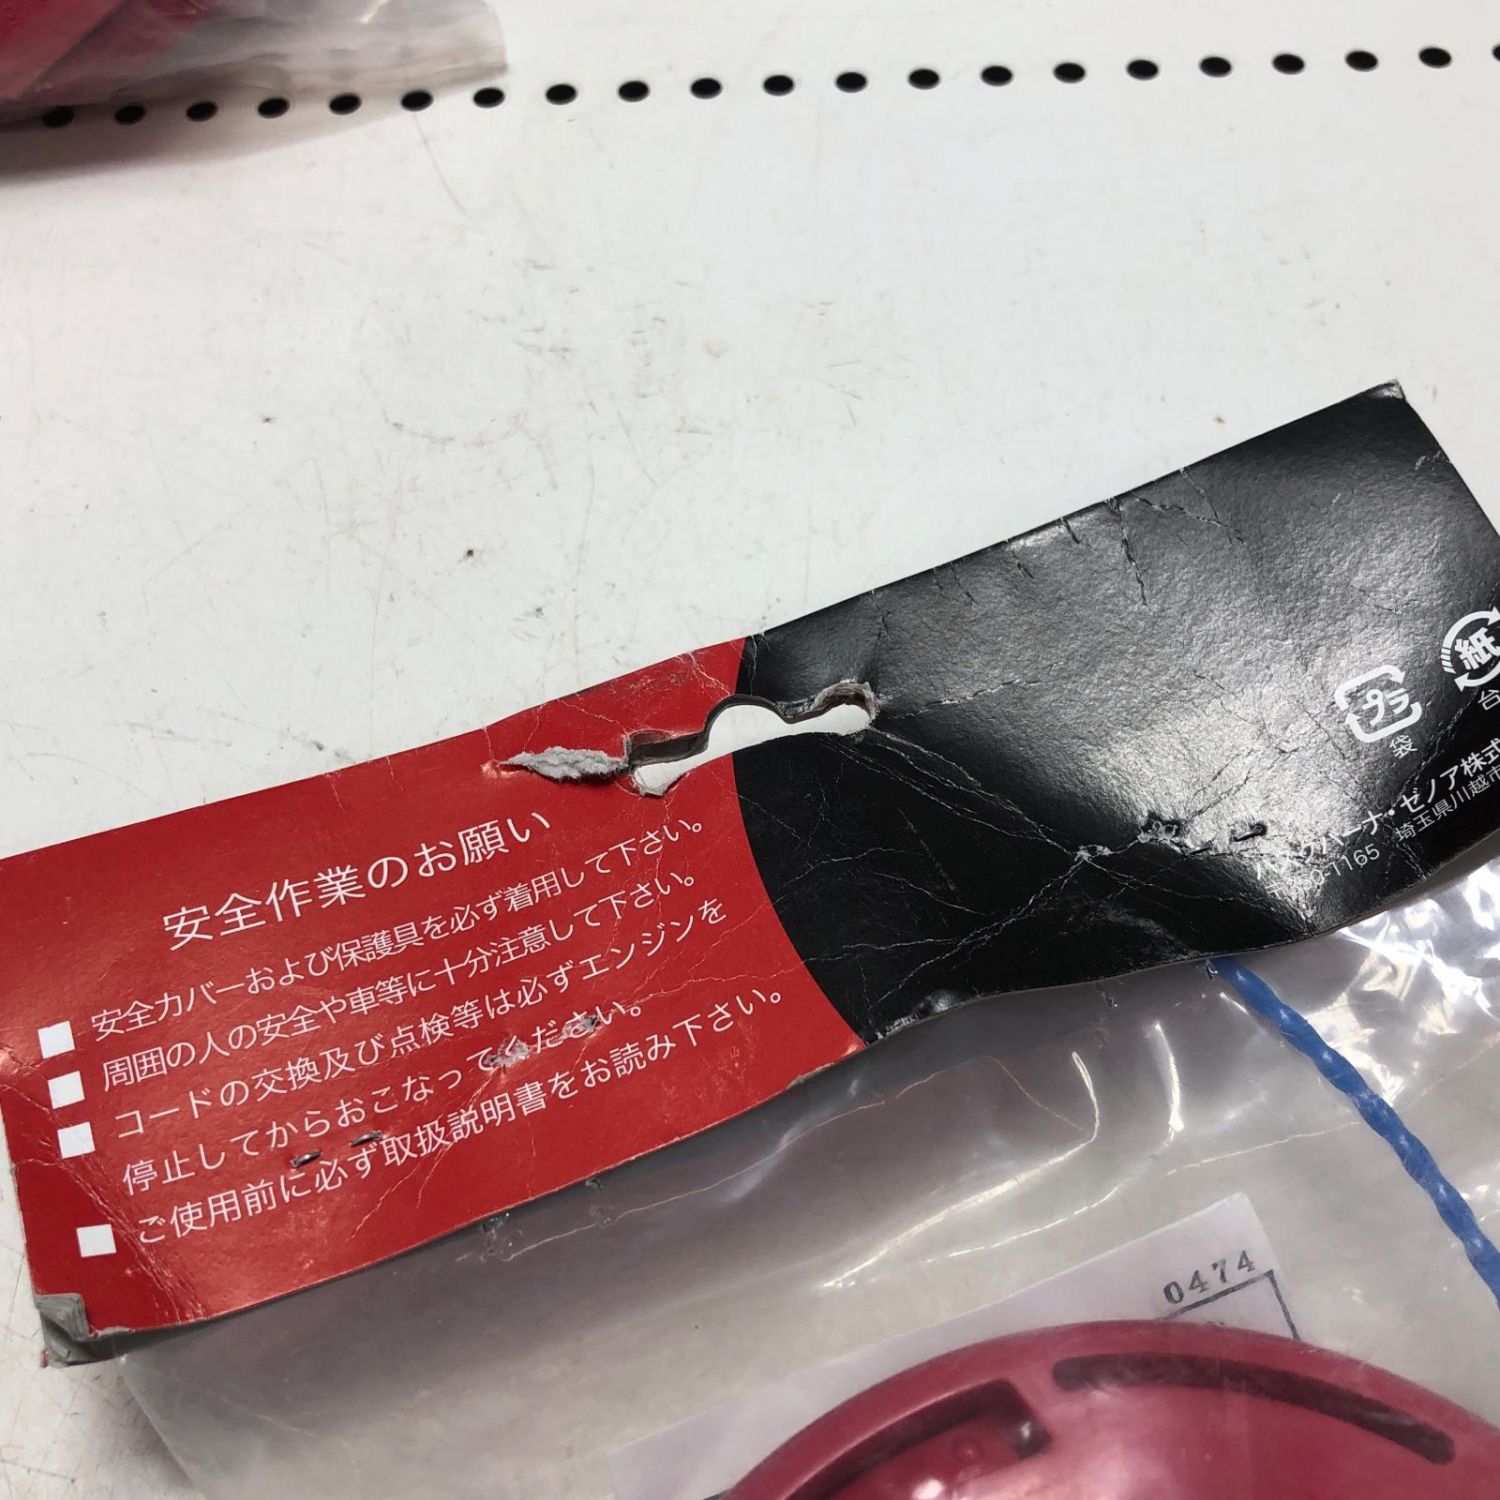 安全作業のお願い
安全カバーおよび保護具を必ず着用して下さい。
周囲の人の安全や車等に十分注意して下さい。
コードの交換及び点検等は必ずエンジンを
停止してからおこなってください。
ご使用前に必ず取扱説明書をお読み下さい。
プラ
袋
紙
台
バーナ・ゼノア株式
1165 埼玉県川越市
0474